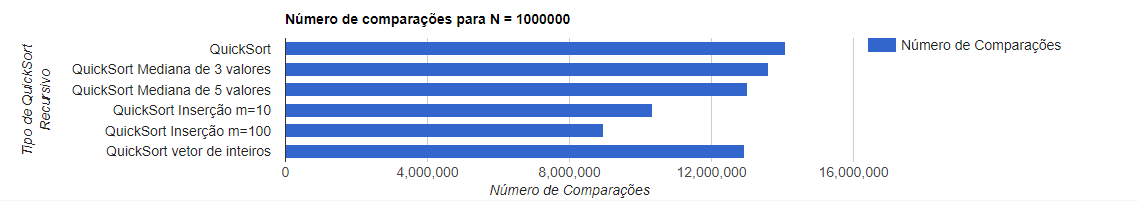 Número de comparações para N = 1000000
Tipo de QuickSort
Recursivo
QuickSort
QuickSort Mediana de 3 valores
QuickSort Mediana de 5 valores
QuickSort Inserção m=10
QuickSort Inserção m=100
QuickSort vetor de inteiros
0
4,000,000
8,000,000
12,000,000
16,000,000
Número de Comparações
Número de Comparações